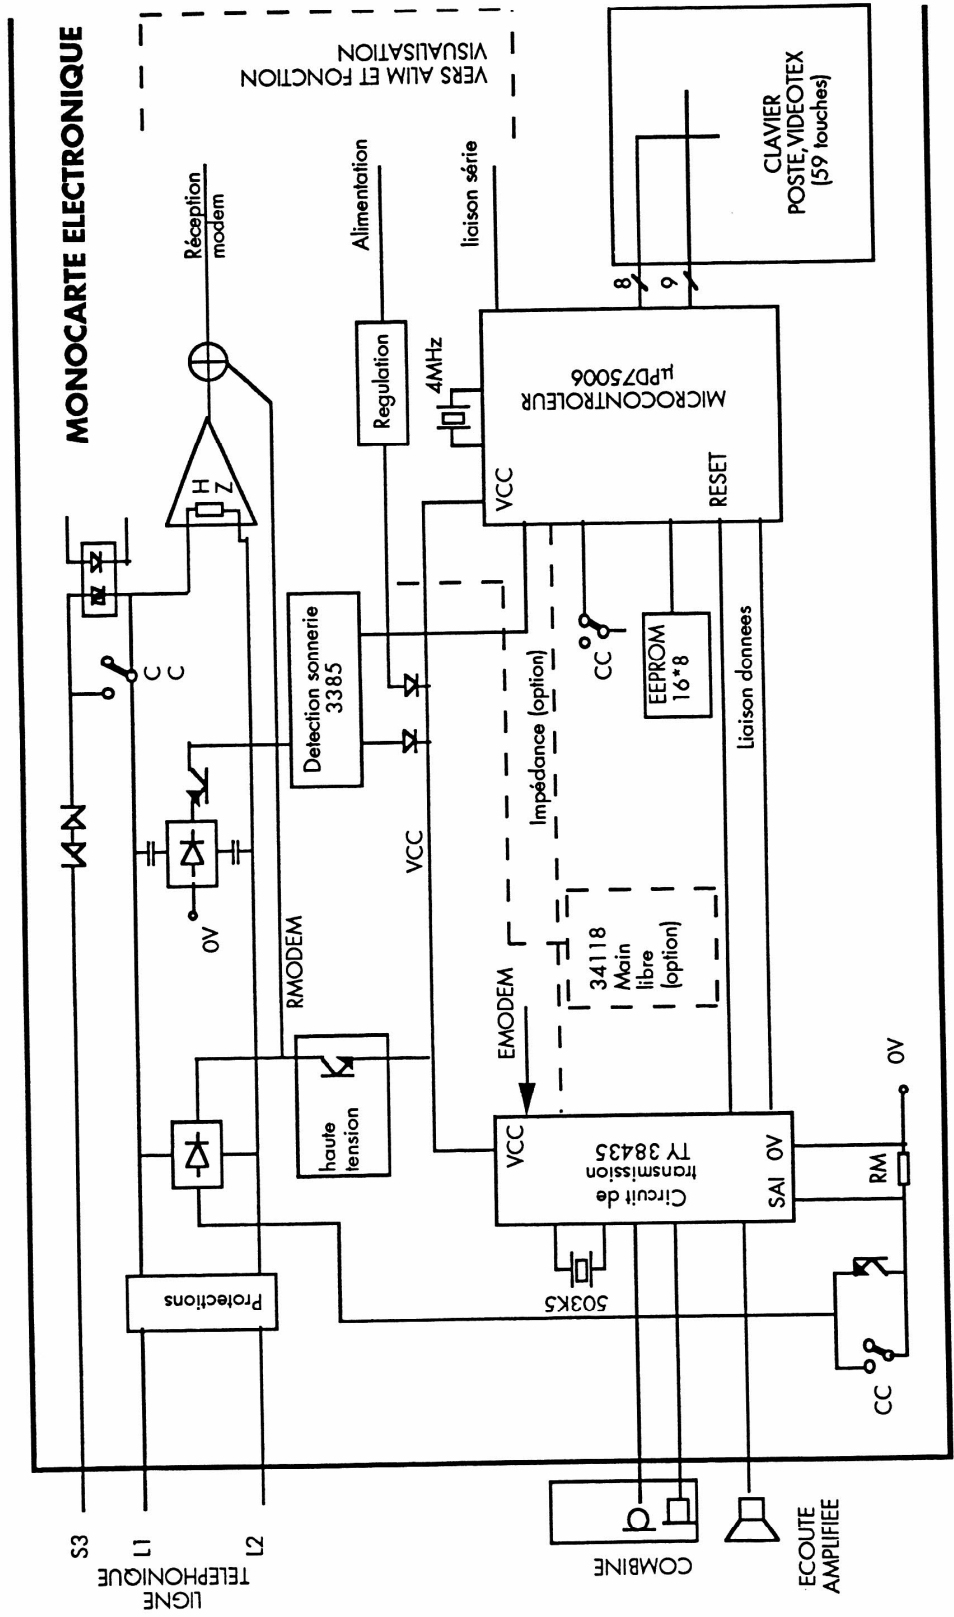 MONOCARTE ELECTRONIQUE
VERS ALIM ET FONCTION
VISUALISATION
Réception
modem
Alimentation
liaison série
CLAVIER
POSTE,VIDEOTEX
(59 touches)
8
9
Regulation
4MHz
MICROCONTROLEUR
µPD75006
VCC
RESET
H
Z
C
C
Detection sonnerie
3385
0V
RMODEM
VCC
Impédance (option)
CC
EEPROM
16*8
Liaison donnees
34118
Main
libre
(option)
EMODEM
haute
tension
VCC
Circuit de
transmission
TY 38435
SAI
0V
RM
0V
503K5
CC
Protections
S3
L1
L2
LIGNE
TELEPHONIQUE
COMBINE
ECOUTE
AMPLIFIEE